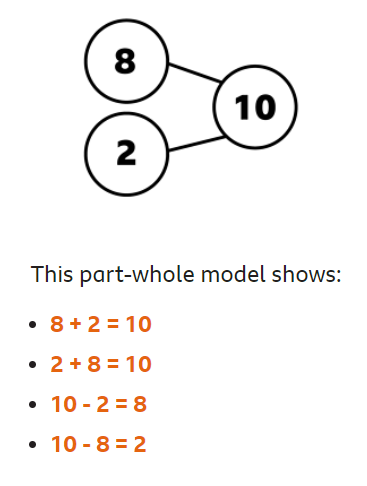 8
10
2
This part-whole model shows:
• 8 + 2 = 10
• 2 + 8 = 10
• 10 - 2 = 8
• 10 - 8 = 2